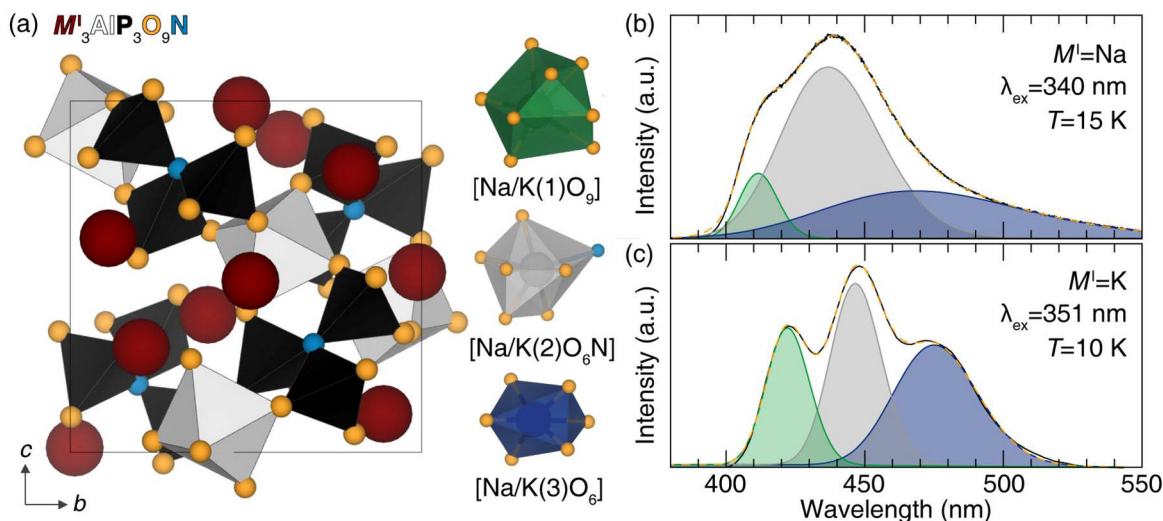 (a) Mᴵ₃AlP₃O₉N
[Na/K(1)O₉]
[Na/K(2)O₆N]
[Na/K(3)O₆]
c
b
(b)
Mᴵ=Na
λₑₓ=340 nm
T=15 K
Intensity (a.u.)
(c)
Mᴵ=K
λₑₓ=351 nm
T=10 K
Intensity (a.u.)
400 450 500 550
Wavelength (nm)